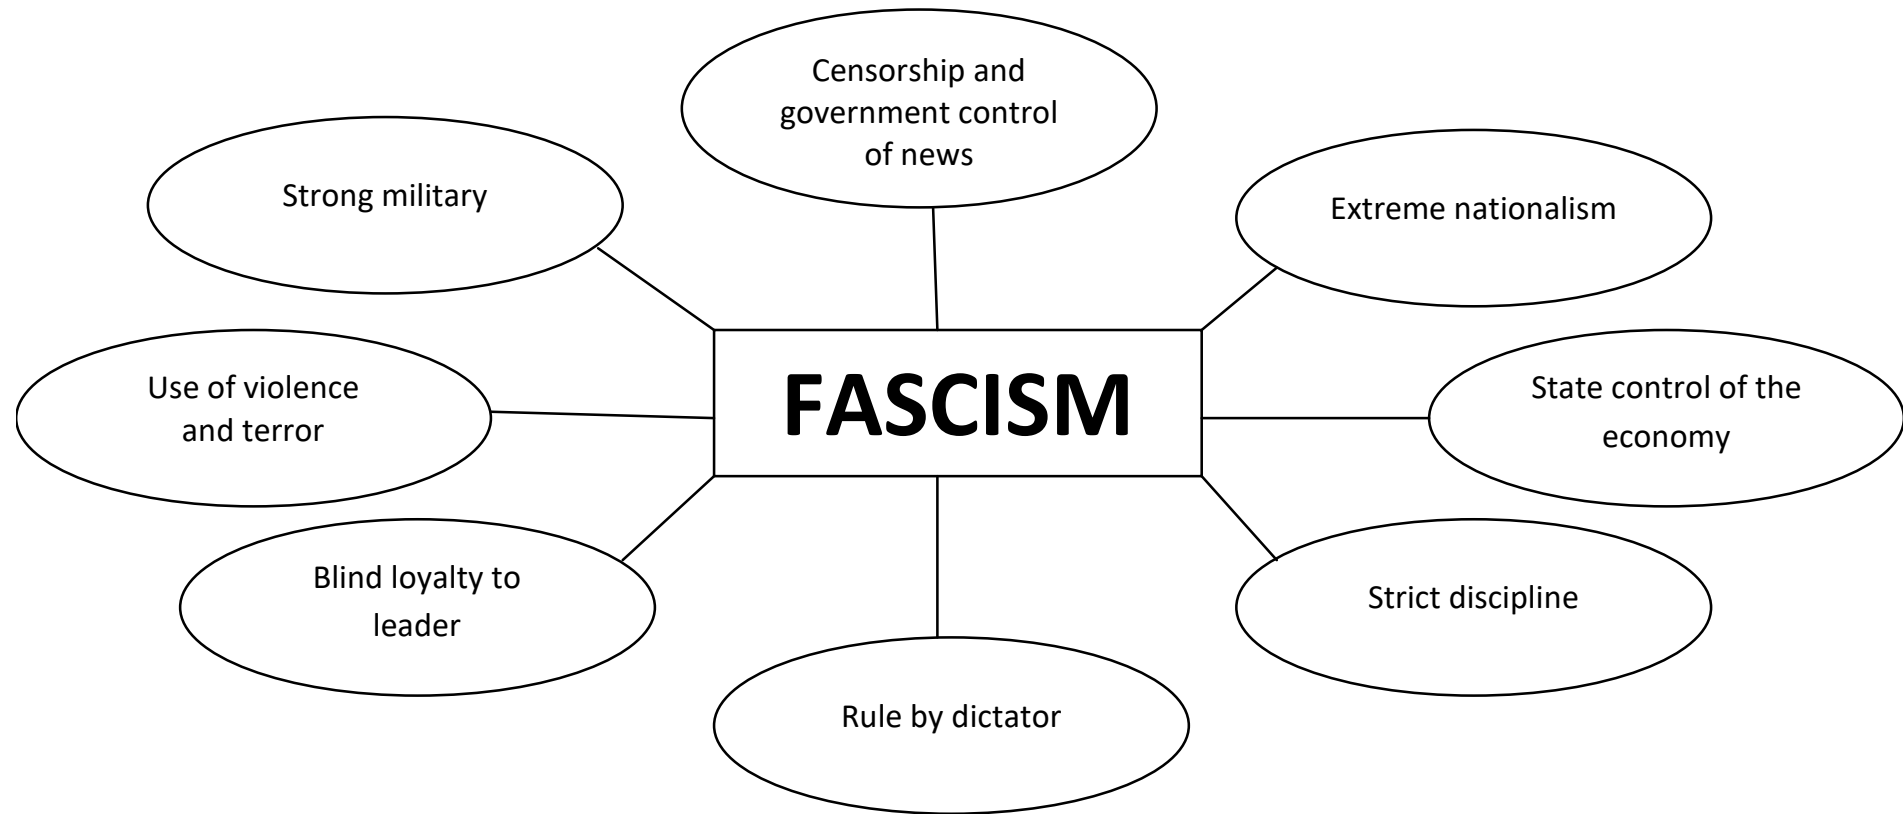 Censorship and
government control
of news
Strong military
Extreme nationalism
Use of violence
and terror
FASCISM
State control of the
economy
Blind loyalty to
leader
Strict discipline
Rule by dictator